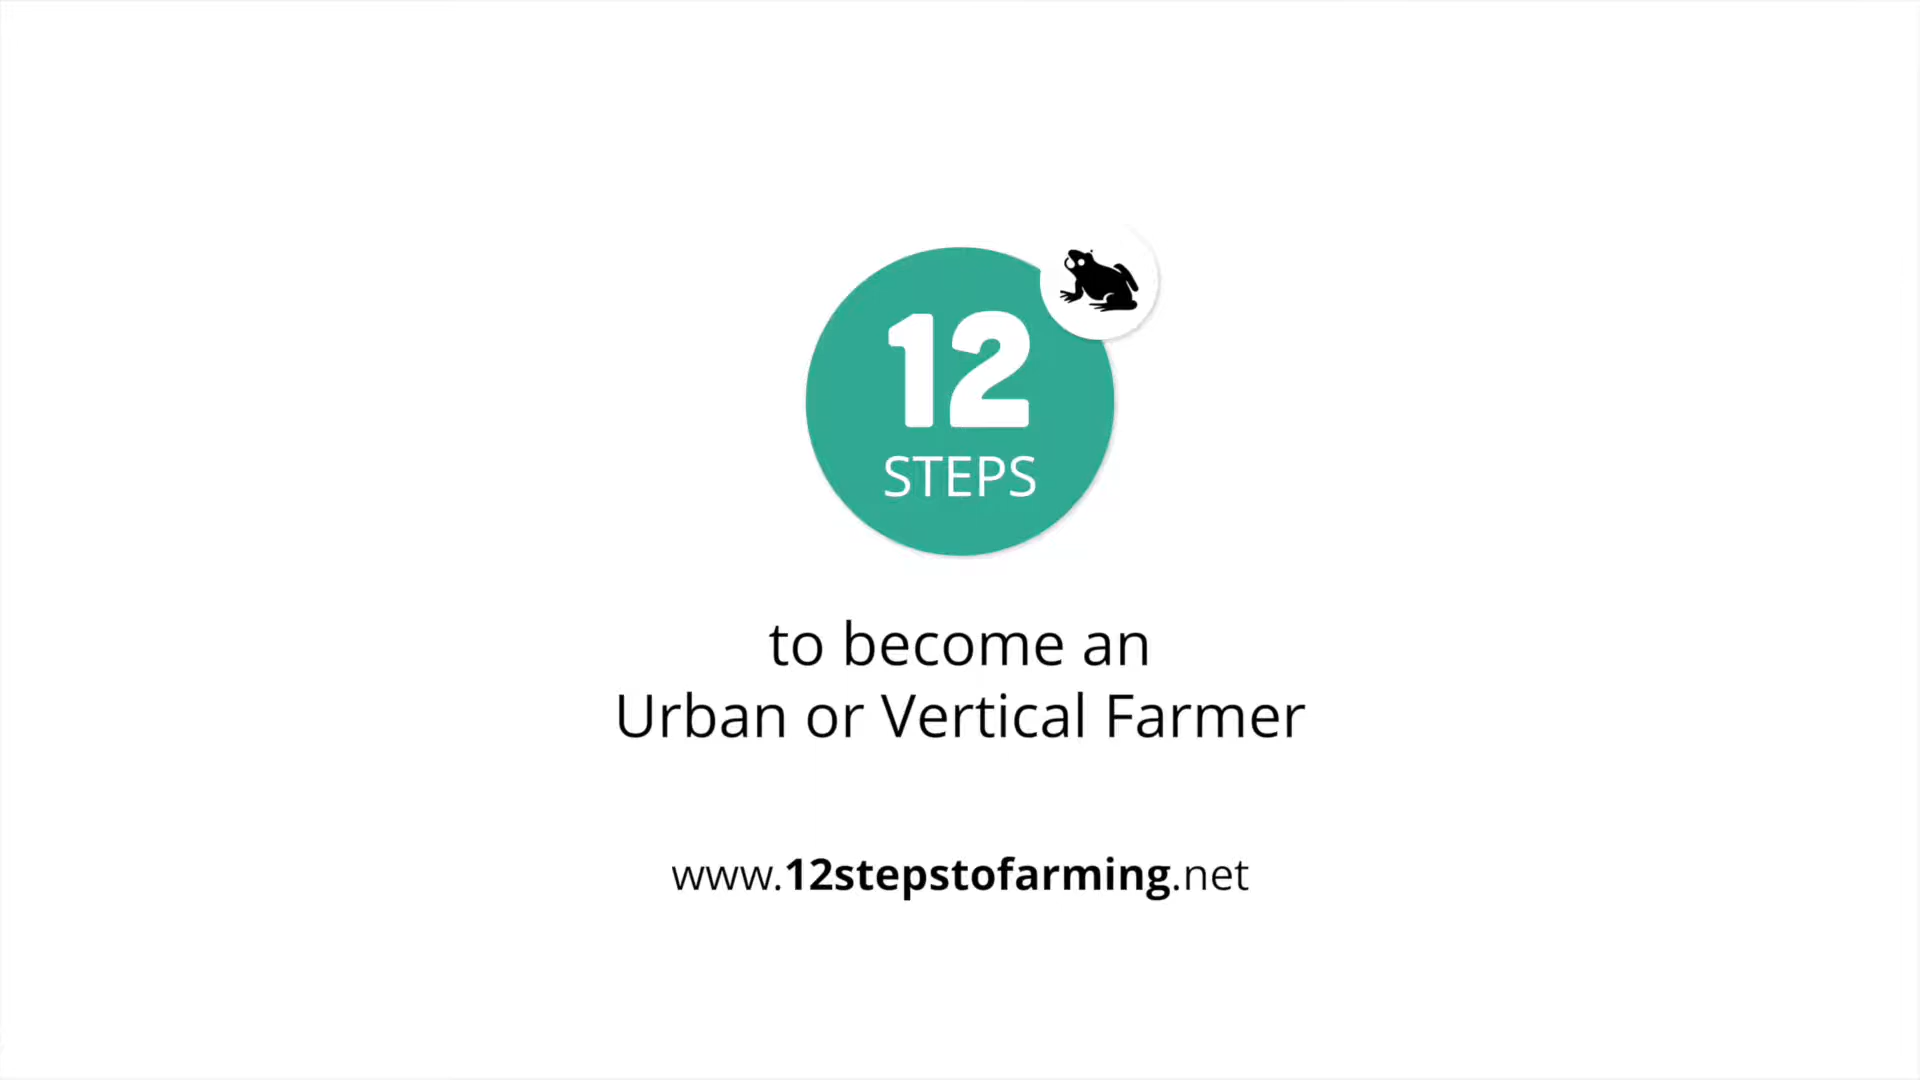 12
STEPS
to become an
Urban or Vertical Farmer
www.12stepstofarming.net